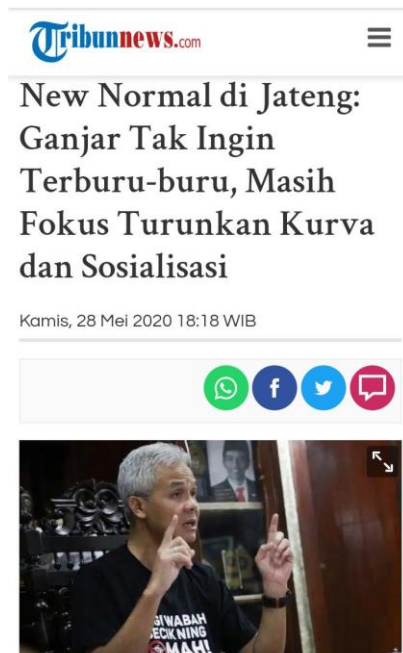 Tribunnews.com
New Normal di Jateng:
Ganjar Tak Ingin
Terburu-buru, Masih
Fokus Turunkan Kurva
dan Sosialisasi
Kamis, 28 Mei 2020 18:18 WIB